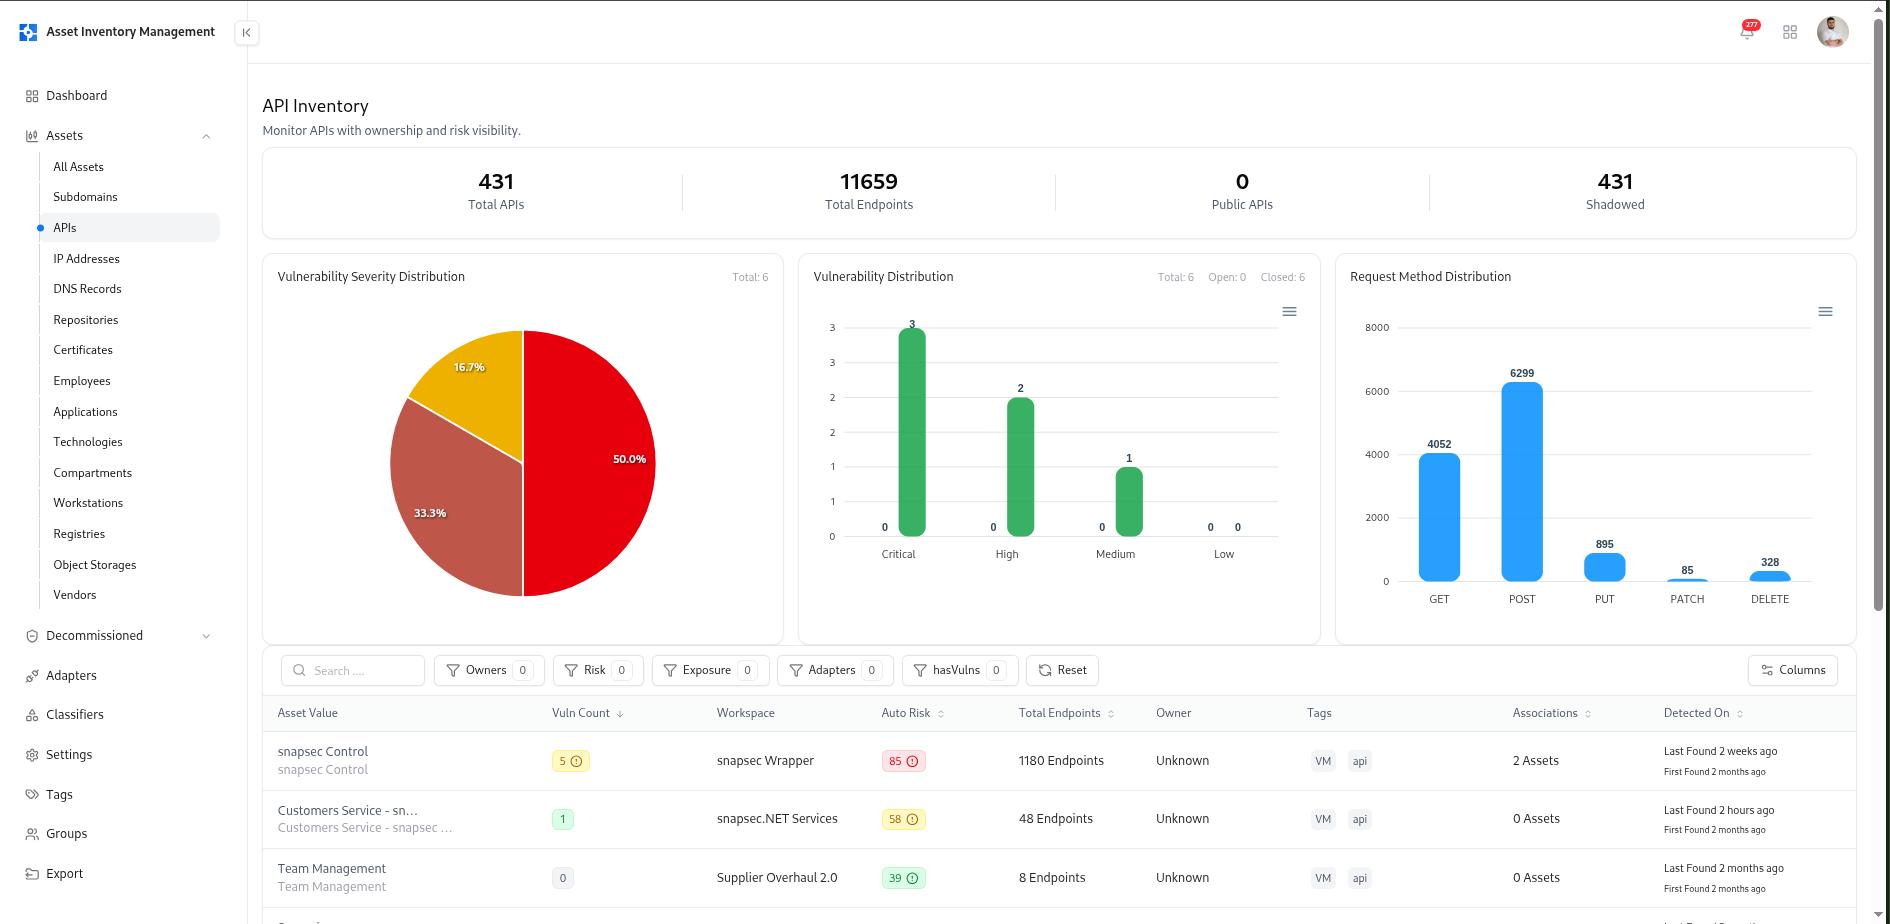 Asset Inventory Management
277
Dashboard
Assets
All Assets
Subdomains
APIs
IP Addresses
DNS Records
Repositories
Certificates
Employees
Applications
Technologies
Compartments
Workstations
Registries
Object Storages
Vendors
Decommissioned
Adapters
Classifiers
Settings
Tags
Groups
Export
API Inventory
Monitor APIs with ownership and risk visibility.
431
Total APIs
11659
Total Endpoints
0
Public APIs
431
Shadowed
Vulnerability Severity Distribution
Total: 6
16.7%
50.0%
33.3%
Vulnerability Distribution
Total: 6 Open: 0 Closed: 6
3
3
2
2
1
1
0
3
2
1
0
0
0
0 0
Critical High Medium Low
Request Method Distribution
8000
6000
4000
2000
0
4052
6299
895
85
328
GET POST PUT PATCH DELETE
Search ....
Owners 0
Risk 0
Exposure 0
Adapters 0
hasVulns 0
Reset
Columns
Asset Value Vuln Count Workspace Auto Risk Total Endpoints Owner Tags Associations Detected On
snapsec Control
snapsec Control
5 snapsec Wrapper 85 1180 Endpoints Unknown VM api 2 Assets
Last Found 2 weeks ago
First Found 2 months ago
Customers Service - sn...
Customers Service - snapsec ...
1 snapsec.NET Services 58 48 Endpoints Unknown VM api 0 Assets
Last Found 2 hours ago
First Found 2 months ago
Team Management
Team Management
0 Supplier Overhaul 2.0 39 8 Endpoints Unknown VM api 0 Assets
Last Found 2 months ago
First Found 2 months ago